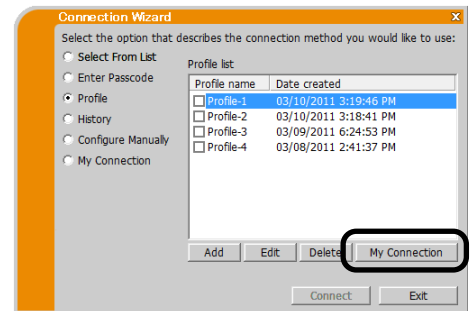 Connection Wizard x
Select the option that describes the connection method you would like to use:
Select From List
Enter Passcode
Profile
History
Configure Manually
My Connection
Profile list
Profile name Date created
Profile-1 03/10/2011 3:19:46 PM
Profile-2 03/10/2011 3:18:41 PM
Profile-3 03/09/2011 6:24:53 PM
Profile-4 03/08/2011 2:41:37 PM
Add Edit Delete My Connection
Connect Exit